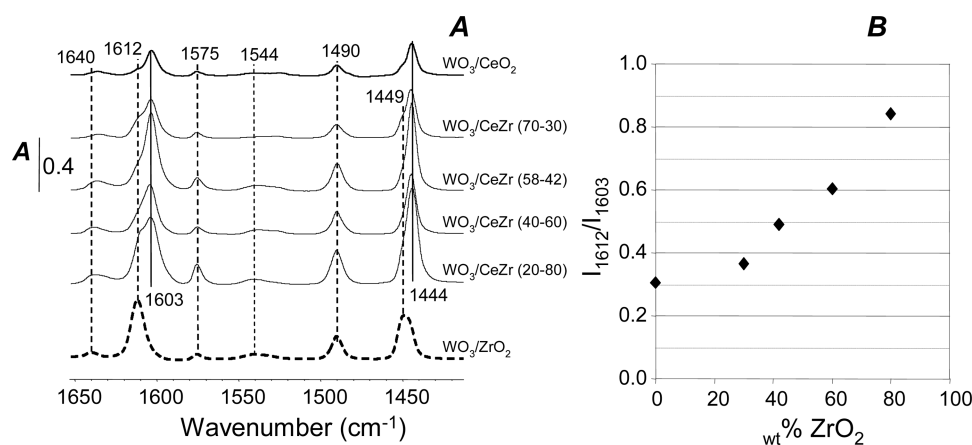 A
1640 1612 1575 1544 1490
WO3/CeO2
1449
WO3/CeZr (70-30)
A 0.4
WO3/CeZr (58-42)
WO3/CeZr (40-60)
WO3/CeZr (20-80)
1603 1444
WO3/ZrO2
1650 1600 1550 1500 1450
Wavenumber (cm-1)
B
1.0
0.8
0.6
0.4
0.2
0.0
I1612/I1603
0 20 40 60 80 100
wt% ZrO2